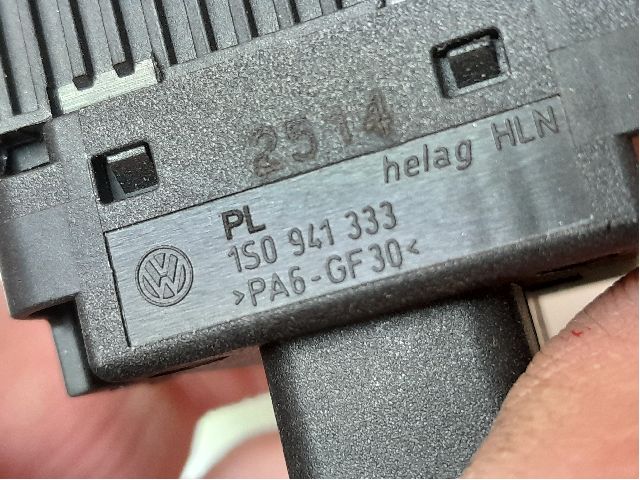 2514
helag HLN
PL
1S0 941 333
>PA6-GF30<